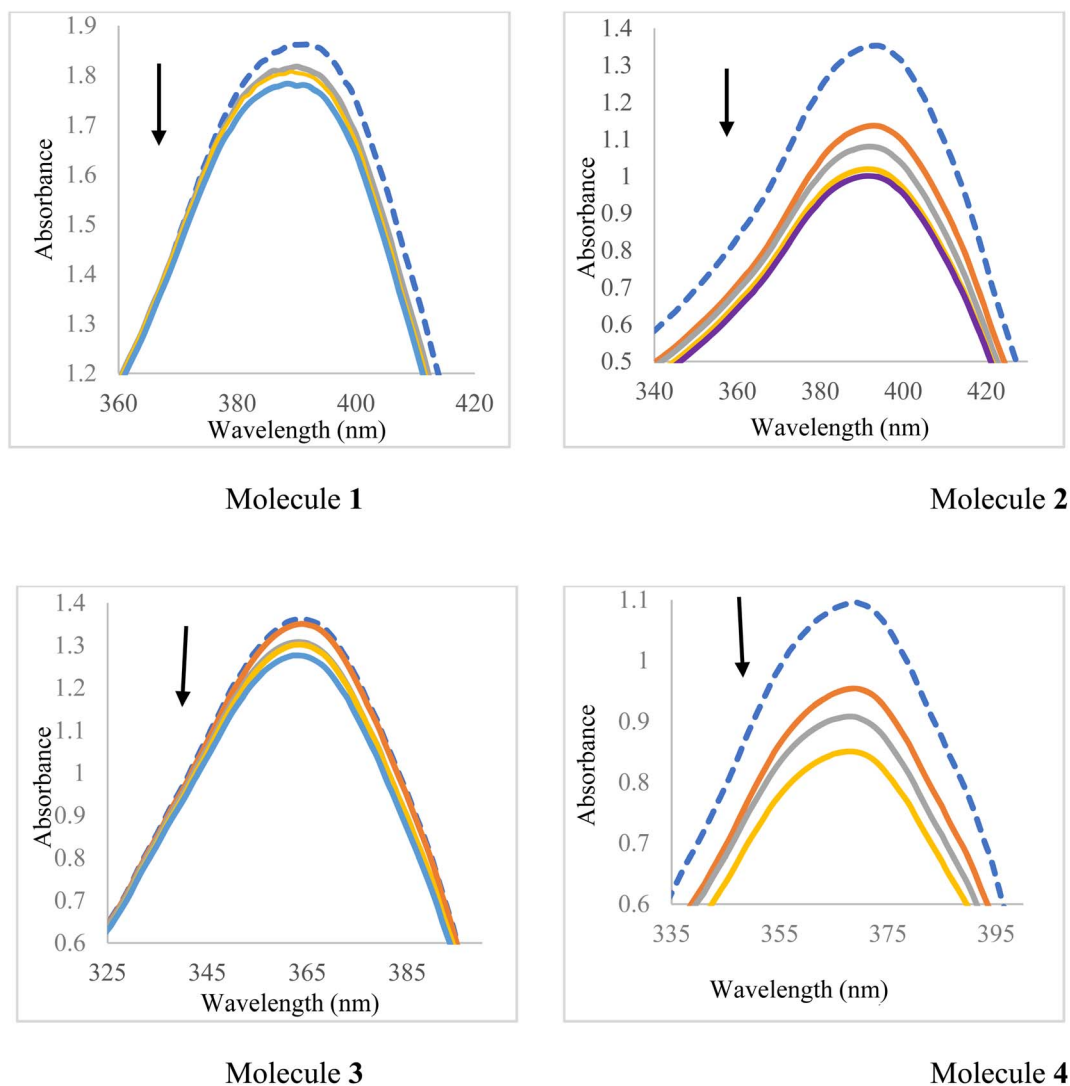 1.9
1.8
1.7
1.6
1.5
1.4
1.3
1.2
Absorbance
360 380 400 420
Wavelength (nm)
Molecule 1
1.4
1.3
1.2
1.1
1
0.9
0.8
0.7
0.6
0.5
Absorbance
340 360 380 400 420
Wavelength (nm)
Molecule 2
1.4
1.3
1.2
1.1
1
0.9
0.8
0.7
0.6
Absorbance
325 345 365 385
Wavelength (nm)
Molecule 3
1.1
1
0.9
0.8
0.7
0.6
Absorbance
335 355 375 395
Wavelength (nm)
Molecule 4